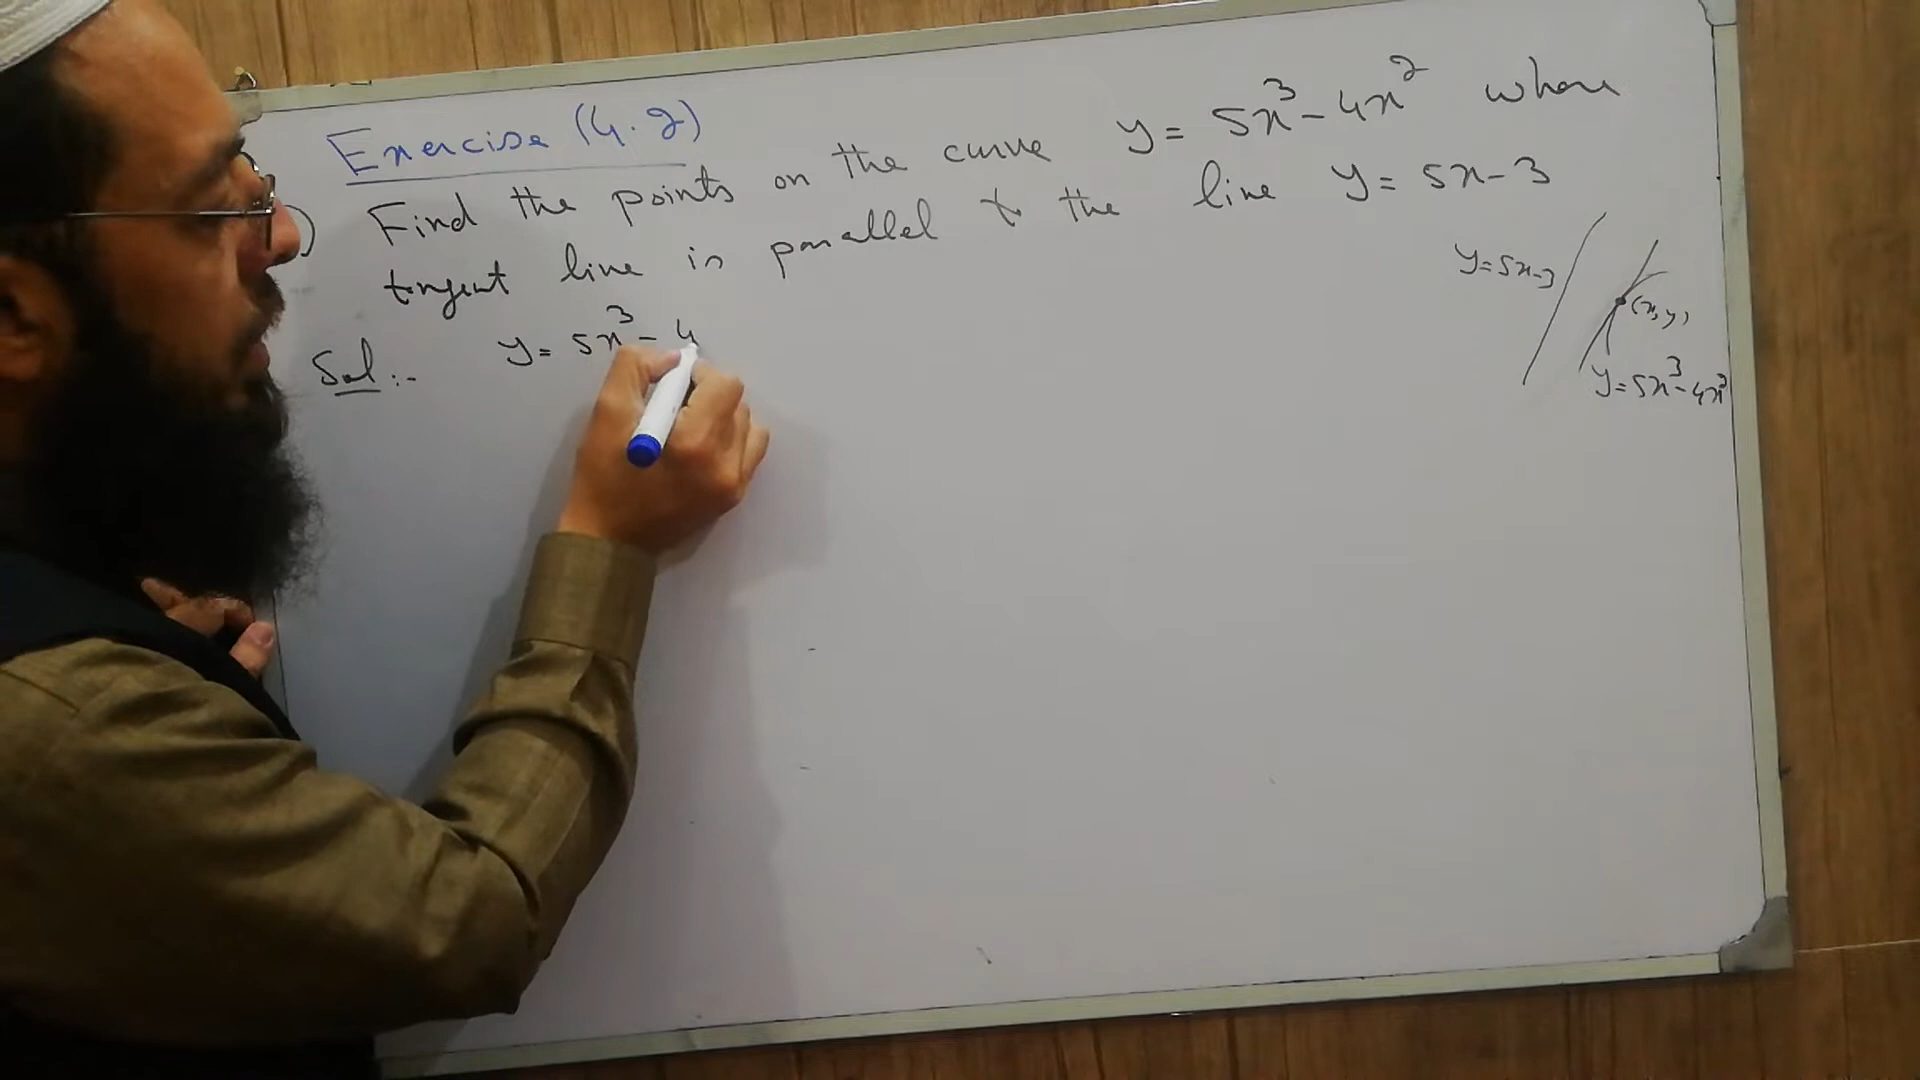 Exercise (4.2)
) Find the points on the curve y = 5x³ - 4x² where
tangent line is parallel to the line y = 5x - 3
Sol :- y = 5x³ - 4
y = 5x - 3
(x, y)
y = 5x³ - 4x²